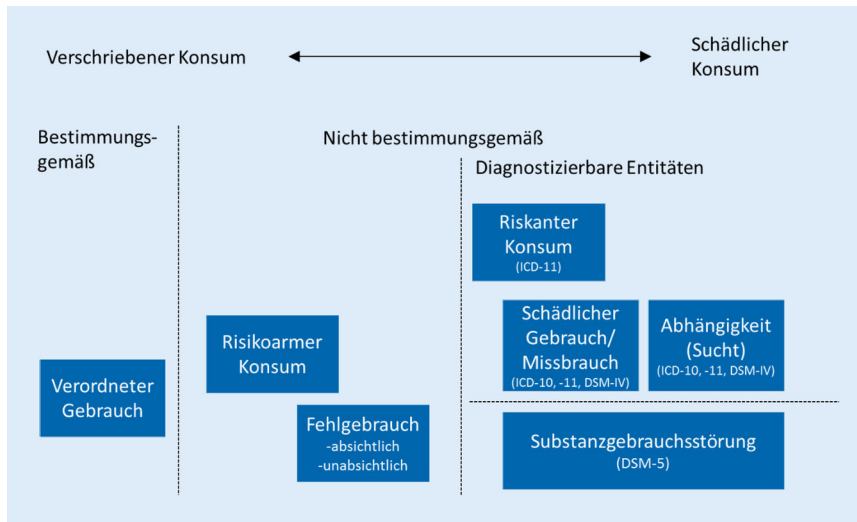 Verschriebener Konsum
Schädlicher
Konsum
Bestimmungs-
gemäß
Nicht bestimmungsgemäß
Diagnostizierbare Entitäten
Riskanter
Konsum
(ICD-11)
Schädlicher
Gebrauch/
Missbrauch
(ICD-10, -11, DSM-IV)
Abhängigkeit
(Sucht)
(ICD-10, -11, DSM-IV)
Risikoarmer
Konsum
Verordneter
Gebrauch
Fehlgebrauch
-absichtlich
-unabsichtlich
Substanzgebrauchsstörung
(DSM-5)